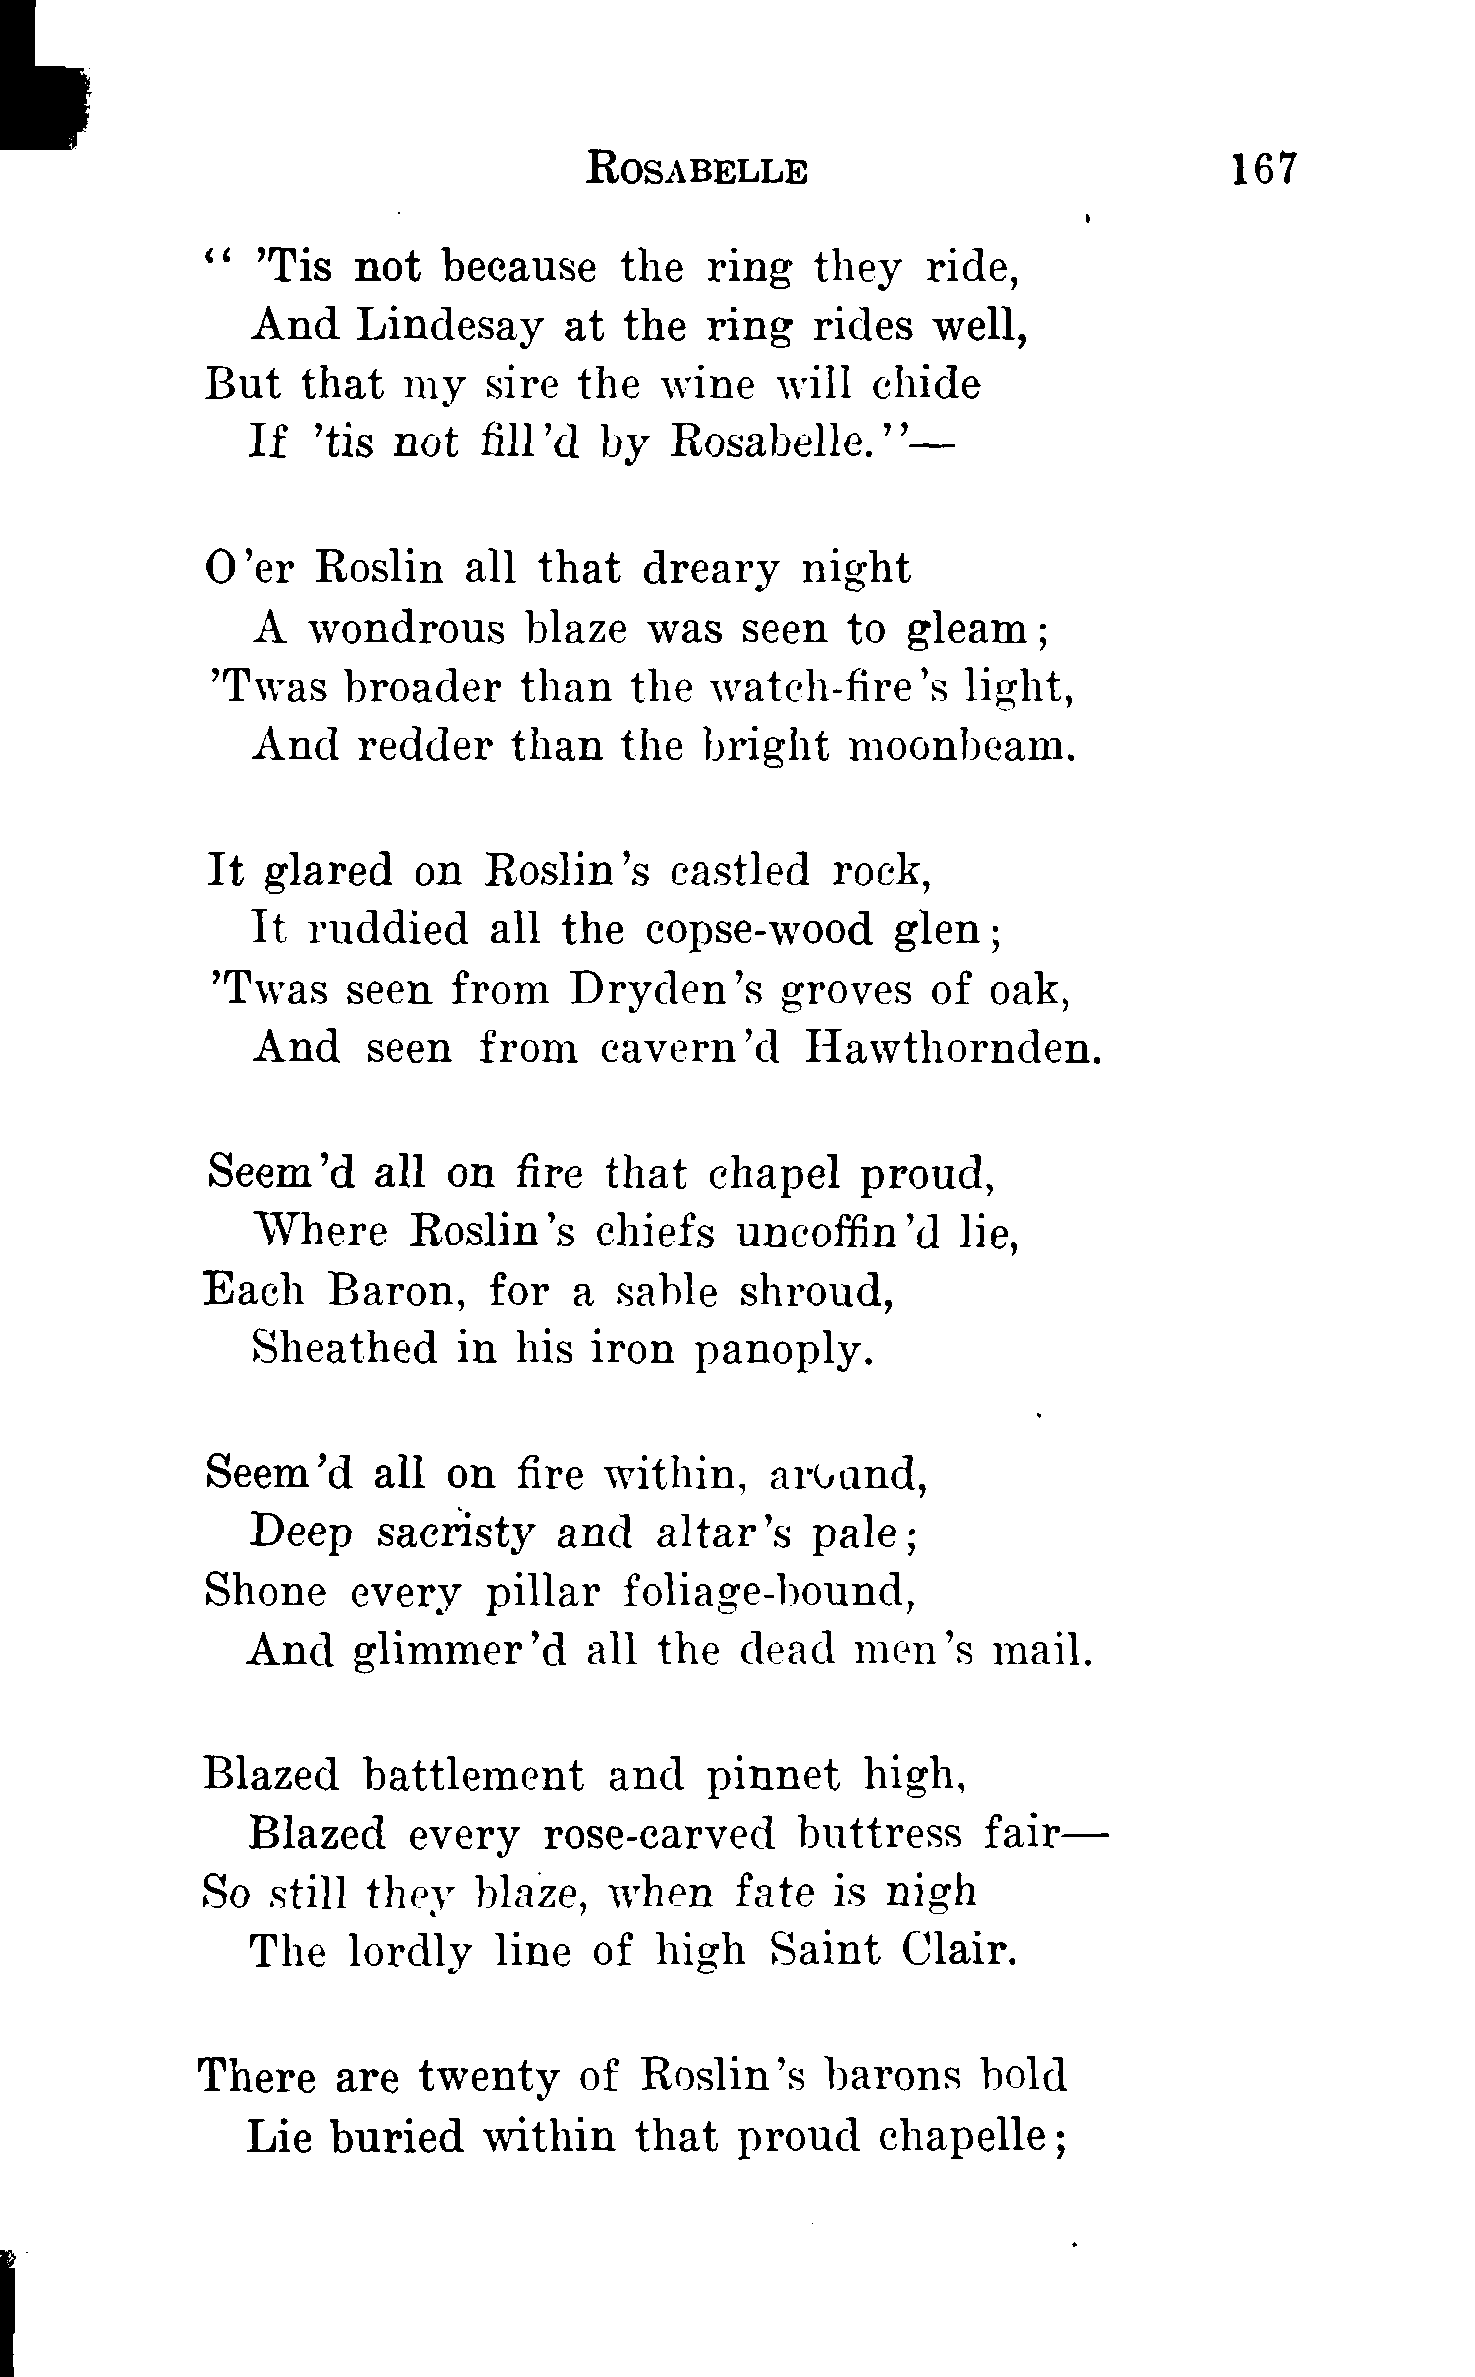 ROSABELLE 167
" 'Tis not because the ring they ride,
And Lindesay at the ring rides well,
But that my sire the wine will chide
If 'tis not fill'd by Rosabelle."—
O'er Roslin all that dreary night
A wondrous blaze was seen to gleam;
'Twas broader than the watch-fire's light,
And redder than the bright moonbeam.
It glared on Roslin's castled rock,
It ruddied all the copse-wood glen;
'Twas seen from Dryden's groves of oak,
And seen from cavern'd Hawthornden.
Seem'd all on fire that chapel proud,
Where Roslin's chiefs uncoffin'd lie,
Each Baron, for a sable shroud,
Sheathed in his iron panoply.
Seem'd all on fire within, around,
Deep sacristy and altar's pale;
Shone every pillar foliage-bound,
And glimmer'd all the dead men's mail.
Blazed battlement and pinnet high,
Blazed every rose-carved buttress fair—
So still they blaze, when fate is nigh
The lordly line of high Saint Clair.
There are twenty of Roslin's barons bold
Lie buried within that proud chapelle;